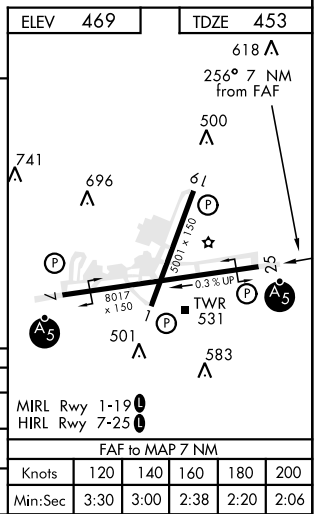 ELEV 469 TDZE 453
618
256° 7 NM
from FAF
500
741
696
19
P
5001 x 150
P
25
0.3% UP
7
8017
x 150
P
A5
1
P
TWR
531
A5
501
583
MIRL Rwy 1-19 L
HIRL Rwy 7-25 L
FAF to MAP 7 NM
Knots 120 140 160 180 200
Min:Sec 3:30 3:00 2:38 2:20 2:06